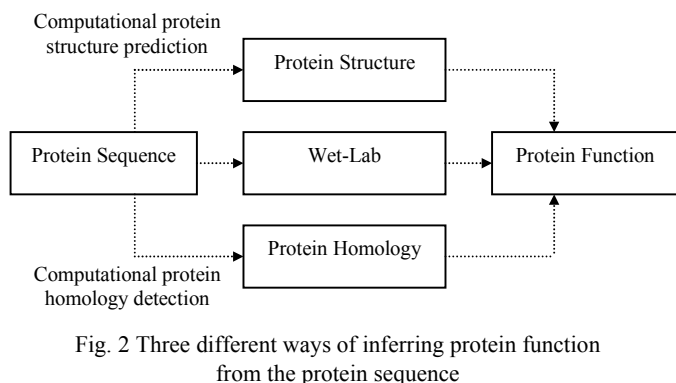 Computational protein
structure prediction
Protein Structure
Protein Sequence
Wet-Lab
Protein Function
Protein Homology
Computational protein
homology detection
Fig. 2 Three different ways of inferring protein function
from the protein sequence